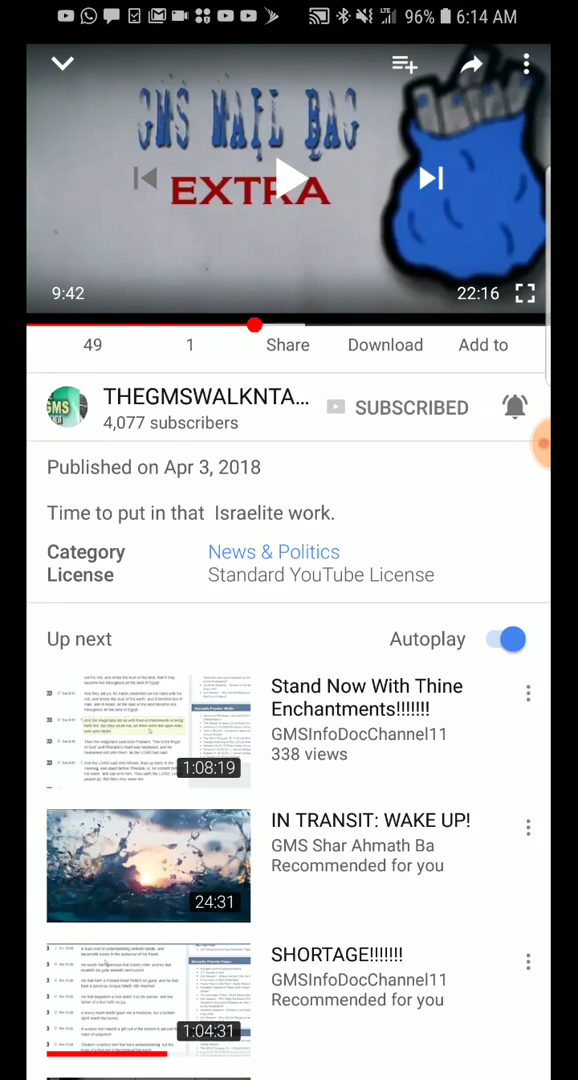 96% 6:14 AM
LTE
GMS MAIL BAG
EXTRA
9:42
22:16
49
1
Share
Download
Add to
GMS
THEGMSWALKNTA...
SUBSCRIBED
4,077 subscribers
Published on Apr 3, 2018
Time to put in that Israelite work.
Category
News & Politics
License
Standard YouTube License
Up next
Autoplay
1:08:19
Stand Now With Thine
Enchantments!!!!!!!
GMSInfoDocChannel11
338 views
24:31
IN TRANSIT: WAKE UP!
GMS Shar Ahmath Ba
Recommended for you
1:04:31
SHORTAGE!!!!!!!
GMSInfoDocChannel11
Recommended for you